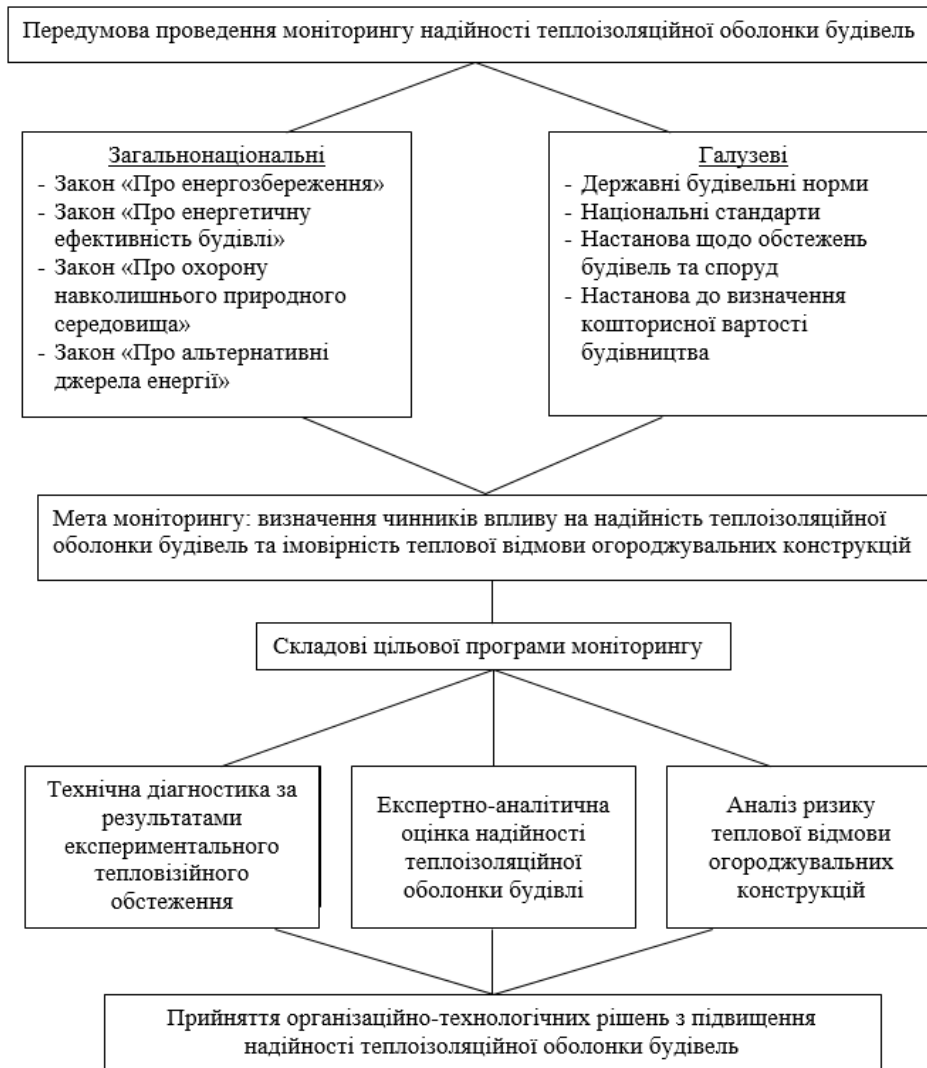 Передумова проведення моніторингу надійності теплоізоляційної оболонки будівель
Загальнонаціональні
- Закон «Про енергозбереження»
- Закон «Про енергетичну
ефективність будівлі»
- Закон «Про охорону
навколишнього природного
середовища»
- Закон «Про альтернативні
джерела енергії»
Галузеві
- Державні будівельні норми
- Національні стандарти
- Настанова щодо обстежень
будівель та споруд
- Настанова до визначення
кошторисної вартості
будівництва
Мета моніторингу: визначення чинників впливу на надійність теплоізоляційної
оболонки будівель та імовірність теплової відмови огороджувальних конструкцій
Складові цільової програми моніторингу
Технічна діагностика за
результатами
експериментального
тепловізійного
обстеження
Експертно-аналітична
оцінка надійності
теплоізоляційної
оболонки будівлі
Аналіз ризику
теплової відмови
огороджувальних
конструкцій
Прийняття організаційно-технологічних рішень з підвищення
надійності теплоізоляційної оболонки будівель